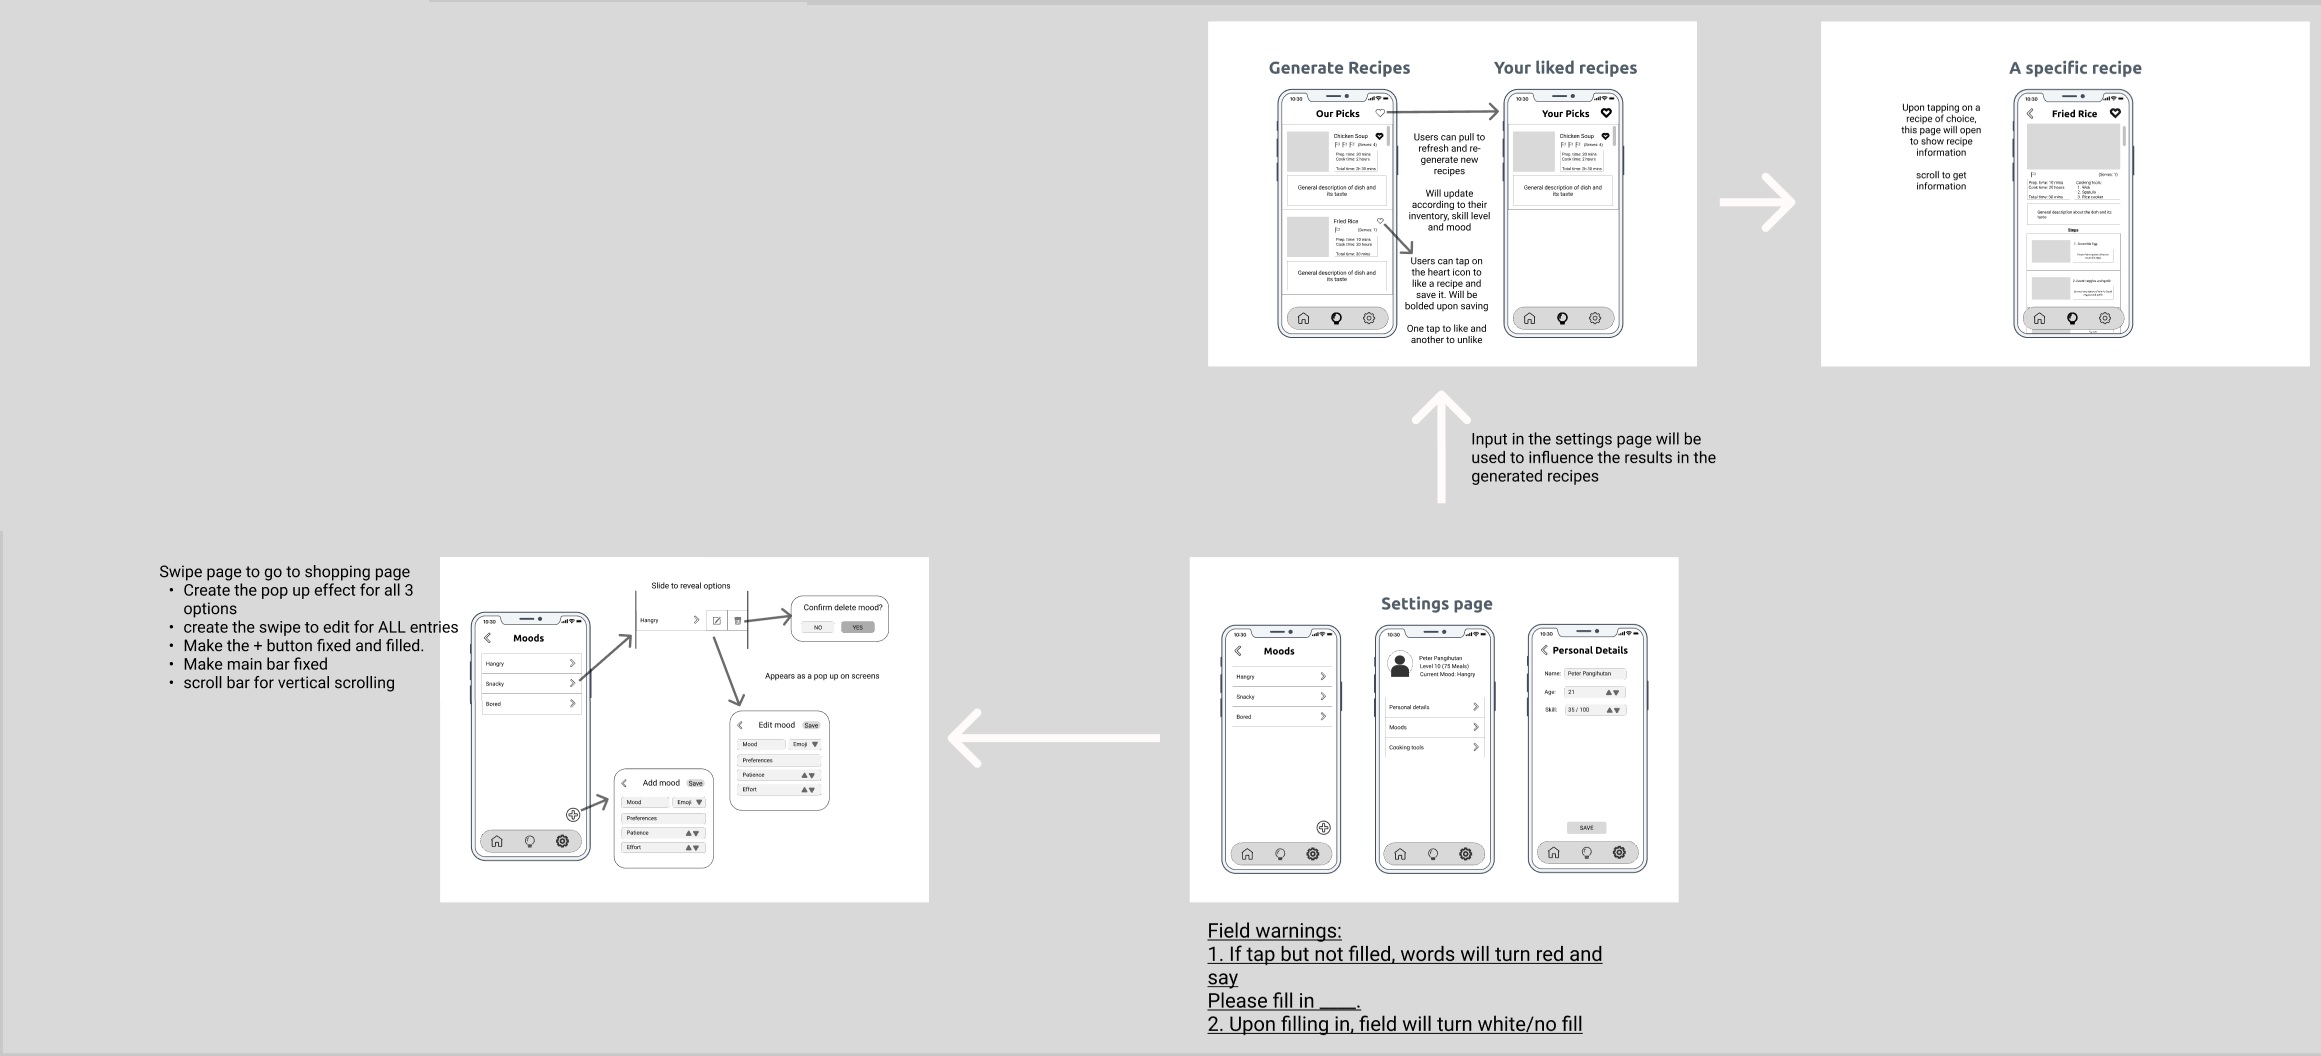 Generate Recipes
Your liked recipes
10:30
Our Picks
Chicken Soup
(Serves: 4)
Prep. time: 30 mins
Cook time: 2 hours
Total time: 2h 30 mins
General description of dish and
its taste
Fried Rice
(Serves: 1)
Prep. time: 10 mins
Cook time: 20 hours
Total time: 30 mins
General description of dish and
its taste
Users can pull to
refresh and re-
generate new
recipes
Will update
according to their
inventory, skill level
and mood
Users can tap on
the heart icon to
like a recipe and
save it. Will be
bolded upon saving
One tap to like and
another to unlike
10:30
Your Picks
Chicken Soup
(Serves: 4)
Prep. time: 30 mins
Cook time: 2 hours
Total time: 2h 30 mins
General description of dish and
its taste
A specific recipe
Upon tapping on a
recipe of choice,
this page will open
to show recipe
information
scroll to get
information
10:30
Fried Rice
(Serves: 1)
Prep. time: 10 mins
Cook time: 20 hours
Total time: 30 mins
Cooking tools:
1. Wok
2. Spatula
3. Rice cooker
General description about the dish and its
taste
Steps
Input in the settings page will be
used to influence the results in the
generated recipes
Swipe page to go to shopping page
• Create the pop up effect for all 3
options
• create the swipe to edit for ALL entries
• Make the + button fixed and filled.
• Make main bar fixed
• scroll bar for vertical scrolling
10:30
Moods
Hangry
Snacky
Bored
Slide to reveal options
Hangry
Confirm delete mood?
NO YES
Appears as a pop up on screens
Edit mood Save
Mood Emoji
Preferences
Patience
Effort
Add mood Save
Mood Emoji
Preferences
Patience
Effort
Settings page
10:30
Moods
Hangry
Snacky
Bored
10:30
Peter Pangihutan
Level 10 (75 Meals)
Current Mood: Hangry
Personal details
Moods
Cooking tools
10:30
Personal Details
Name: Peter Pangihutan
Age: 21
Skill: 35 / 100
SAVE
Field warnings:
1. If tap but not filled, words will turn red and
say
Please fill in ____.
2. Upon filling in, field will turn white/no fill